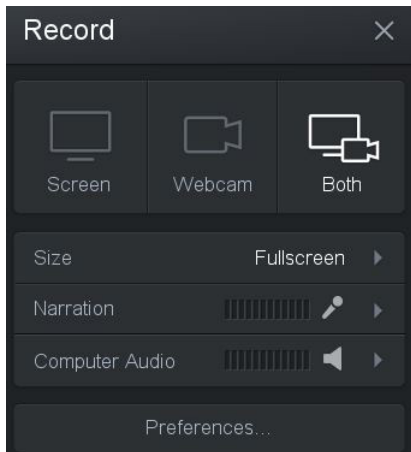 Record
Screen Webcam Both
Size Fullscreen
Narration
Computer Audio
Preferences...